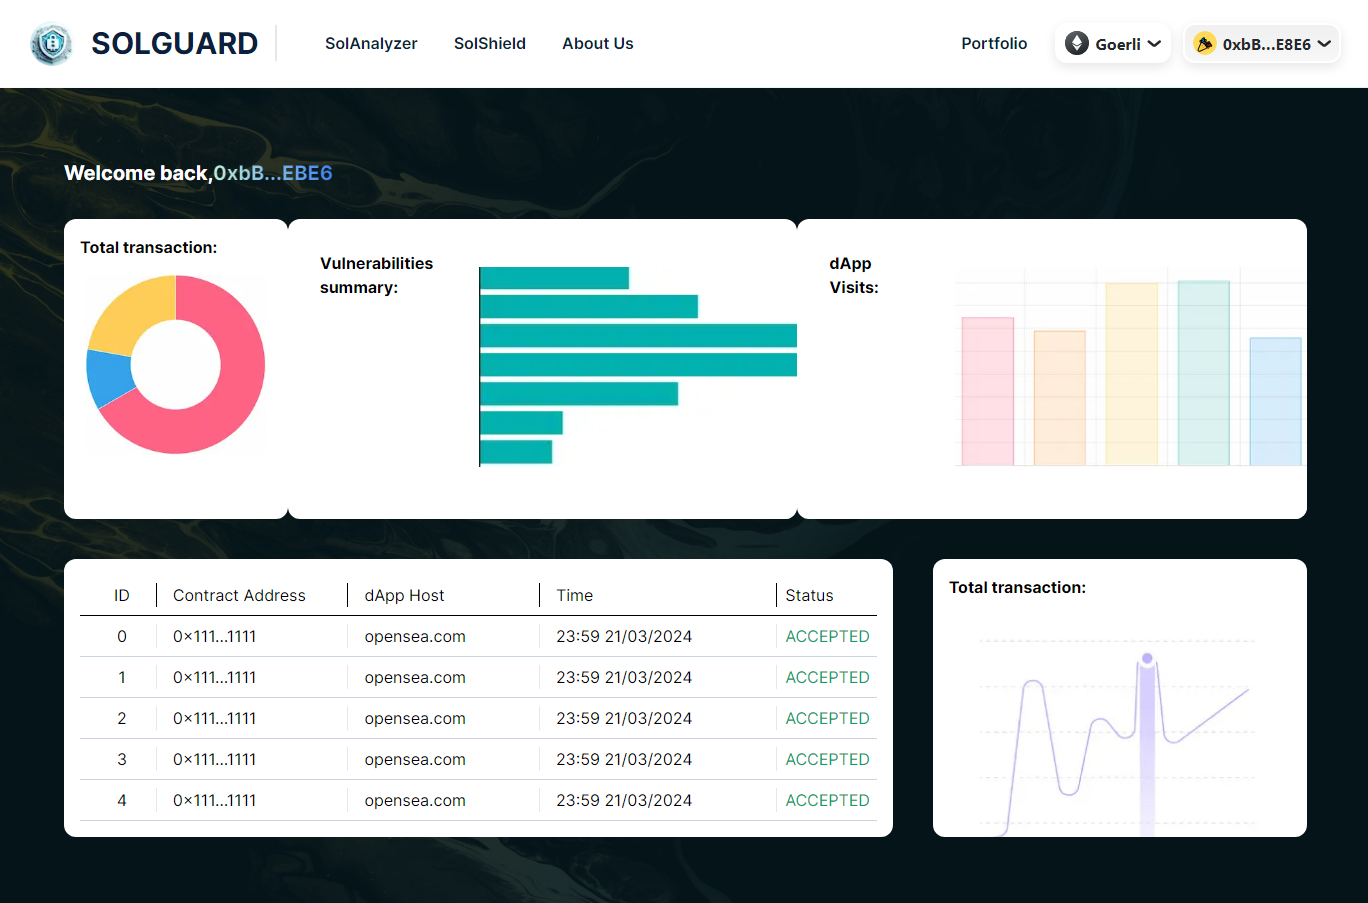 SOLGUARD
SolAnalyzer
SolShield
About Us
Portfolio
Goerli
0xbB...E8E6
Welcome back,0xbB...EBE6
Total transaction:
Vulnerabilities
summary:
dApp
Visits:
ID Contract Address dApp Host Time Status
0 0×111...1111 opensea.com 23:59 21/03/2024 ACCEPTED
1 0×111...1111 opensea.com 23:59 21/03/2024 ACCEPTED
2 0×111...1111 opensea.com 23:59 21/03/2024 ACCEPTED
3 0×111...1111 opensea.com 23:59 21/03/2024 ACCEPTED
4 0×111...1111 opensea.com 23:59 21/03/2024 ACCEPTED
Total transaction: